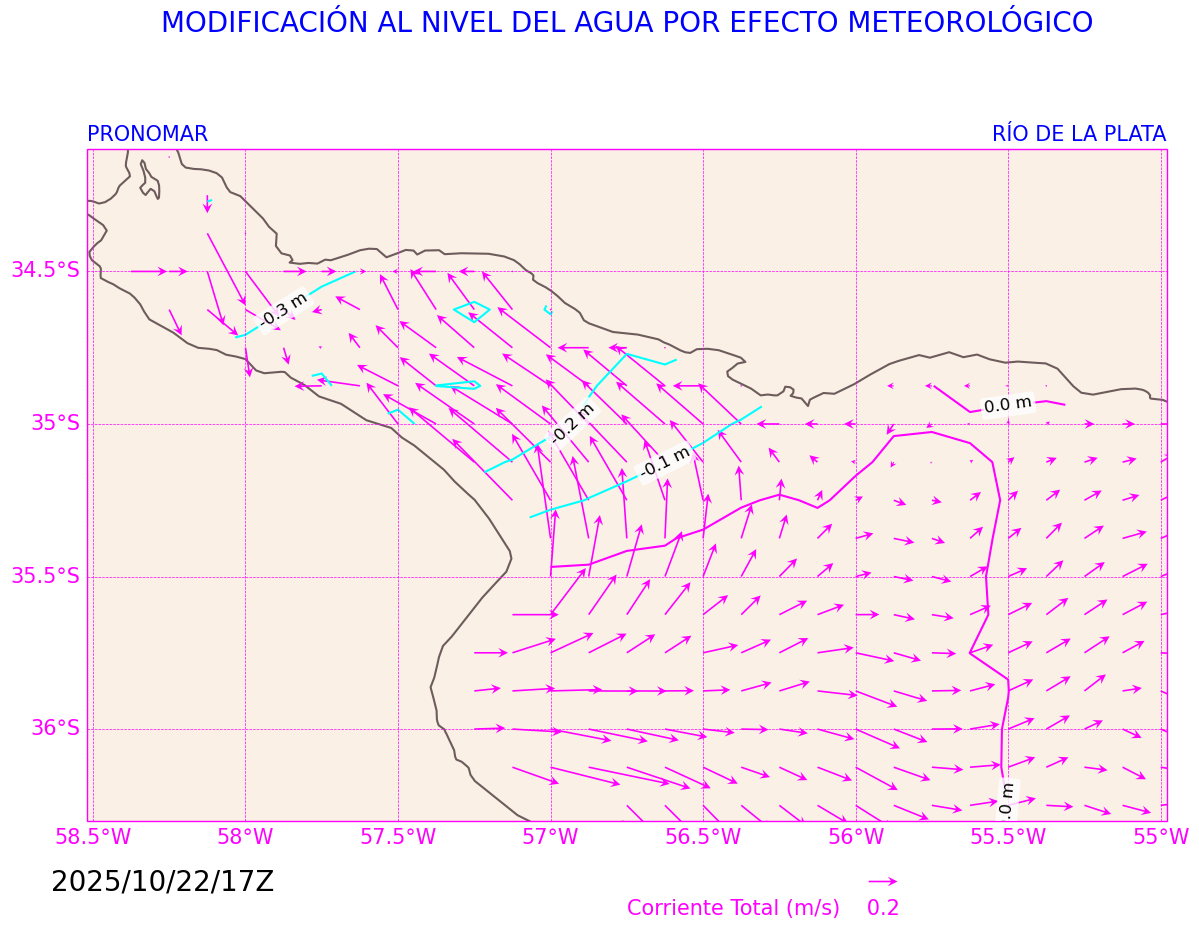 MODIFICACIÓN AL NIVEL DEL AGUA POR EFECTO METEOROLÓGICO
PRONOMAR RÍO DE LA PLATA
34.5°S
-0.3 m
0.0 m
35°S
-0.2 m
-0.1 m
35.5°S
36°S
.0 m
58.5°W 58°W 57.5°W 57°W 56.5°W 56°W 55.5°W 55°W
2025/10/22/17Z
Corriente Total (m/s) 0.2